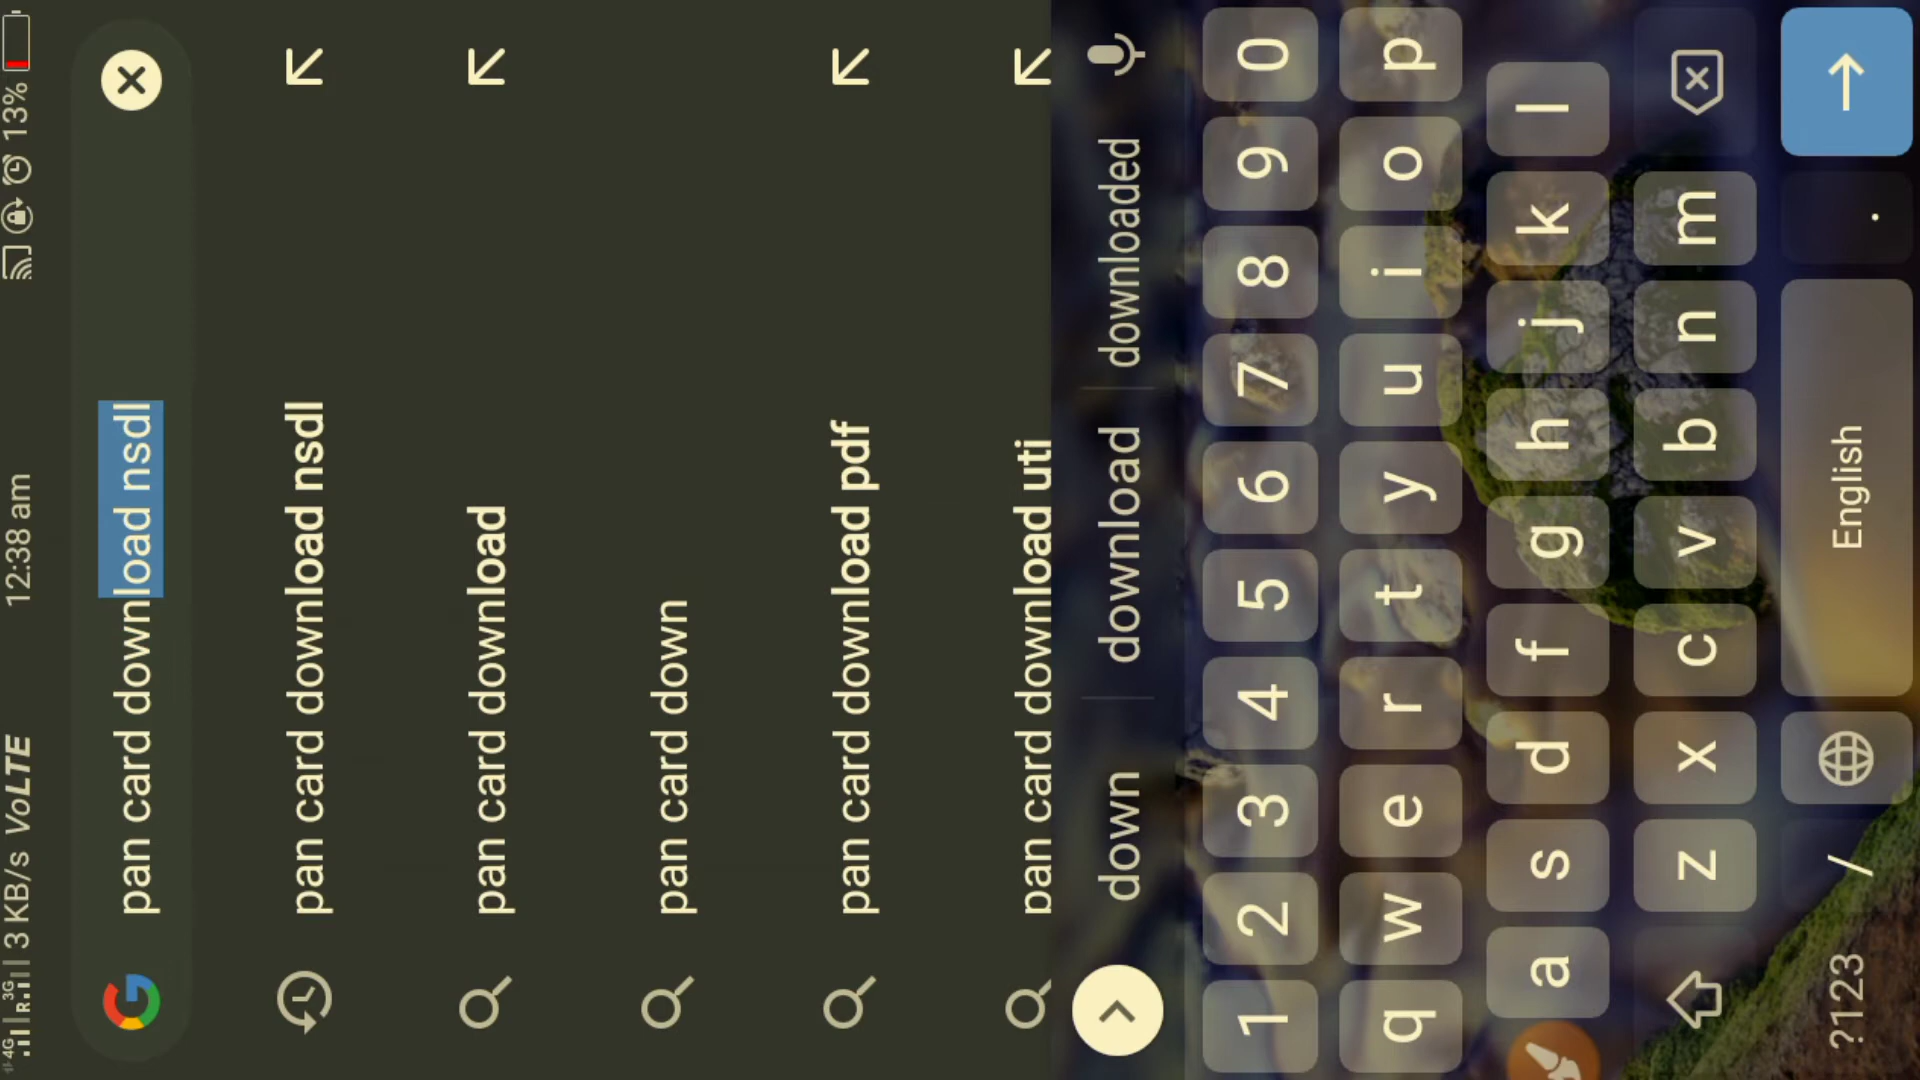 4G 3G R 3 KB/s VoLTE 12:38 am 13%
pan card download nsdl
pan card download nsdl
pan card download
pan card down
pan card download pdf
pan card download uti
down download downloaded
1 2 3 4 5 6 7 8 9 0
q w e r t y u i o p
a s d f g h j k l
z x c v b n m
?123 / English .